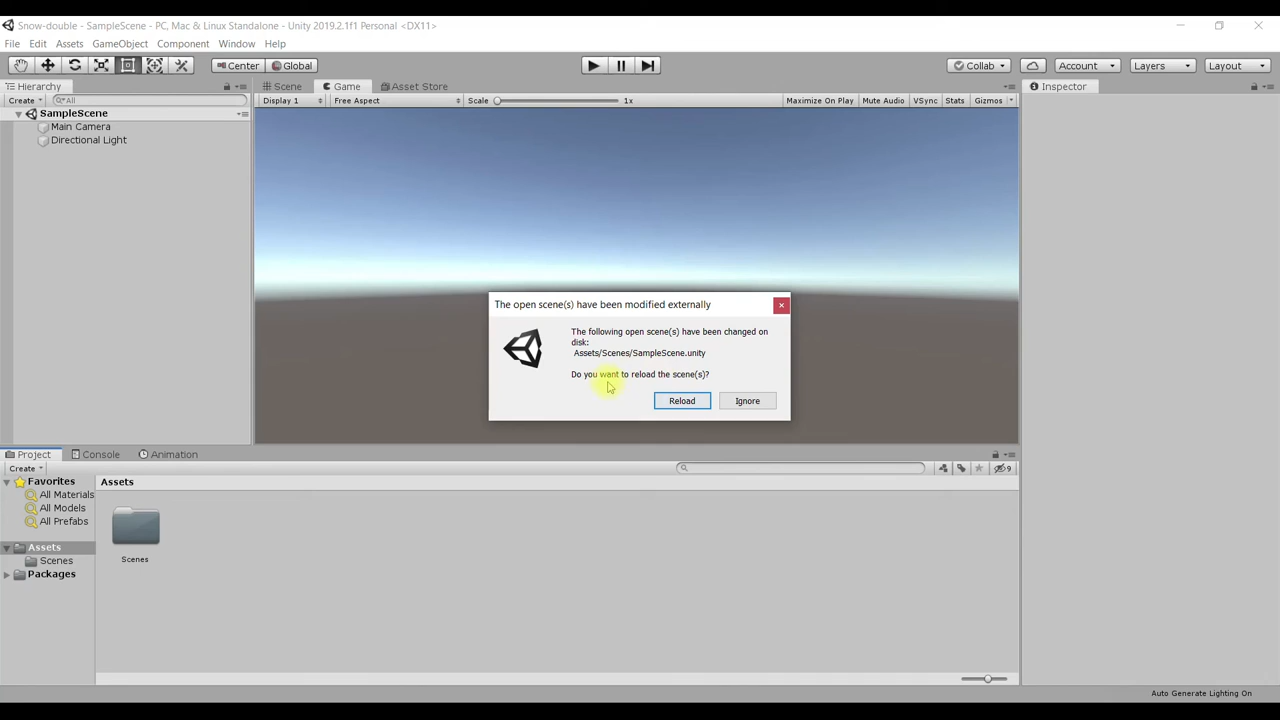 Snow-double - SampleScene - PC, Mac & Linux Standalone - Unity 2019.2.1f1 Personal <DX11>
File Edit Assets GameObject Component Window Help
Center Global Collab Account Layers Layout
Hierarchy Scene Game Asset Store Inspector
Create All Display 1 Free Aspect Scale 1x Maximize On Play Mute Audio VSync Stats Gizmos
SampleScene
Main Camera
Directional Light
The open scene(s) have been modified externally
The following open scene(s) have been changed on
disk:
Assets/Scenes/SampleScene.unity
Do you want to reload the scene(s)?
Reload Ignore
Project Console Animation
Create 9
Favorites
All Materials
All Models
All Prefabs
Assets
Scenes
Packages
Assets
Scenes
Auto Generate Lighting On